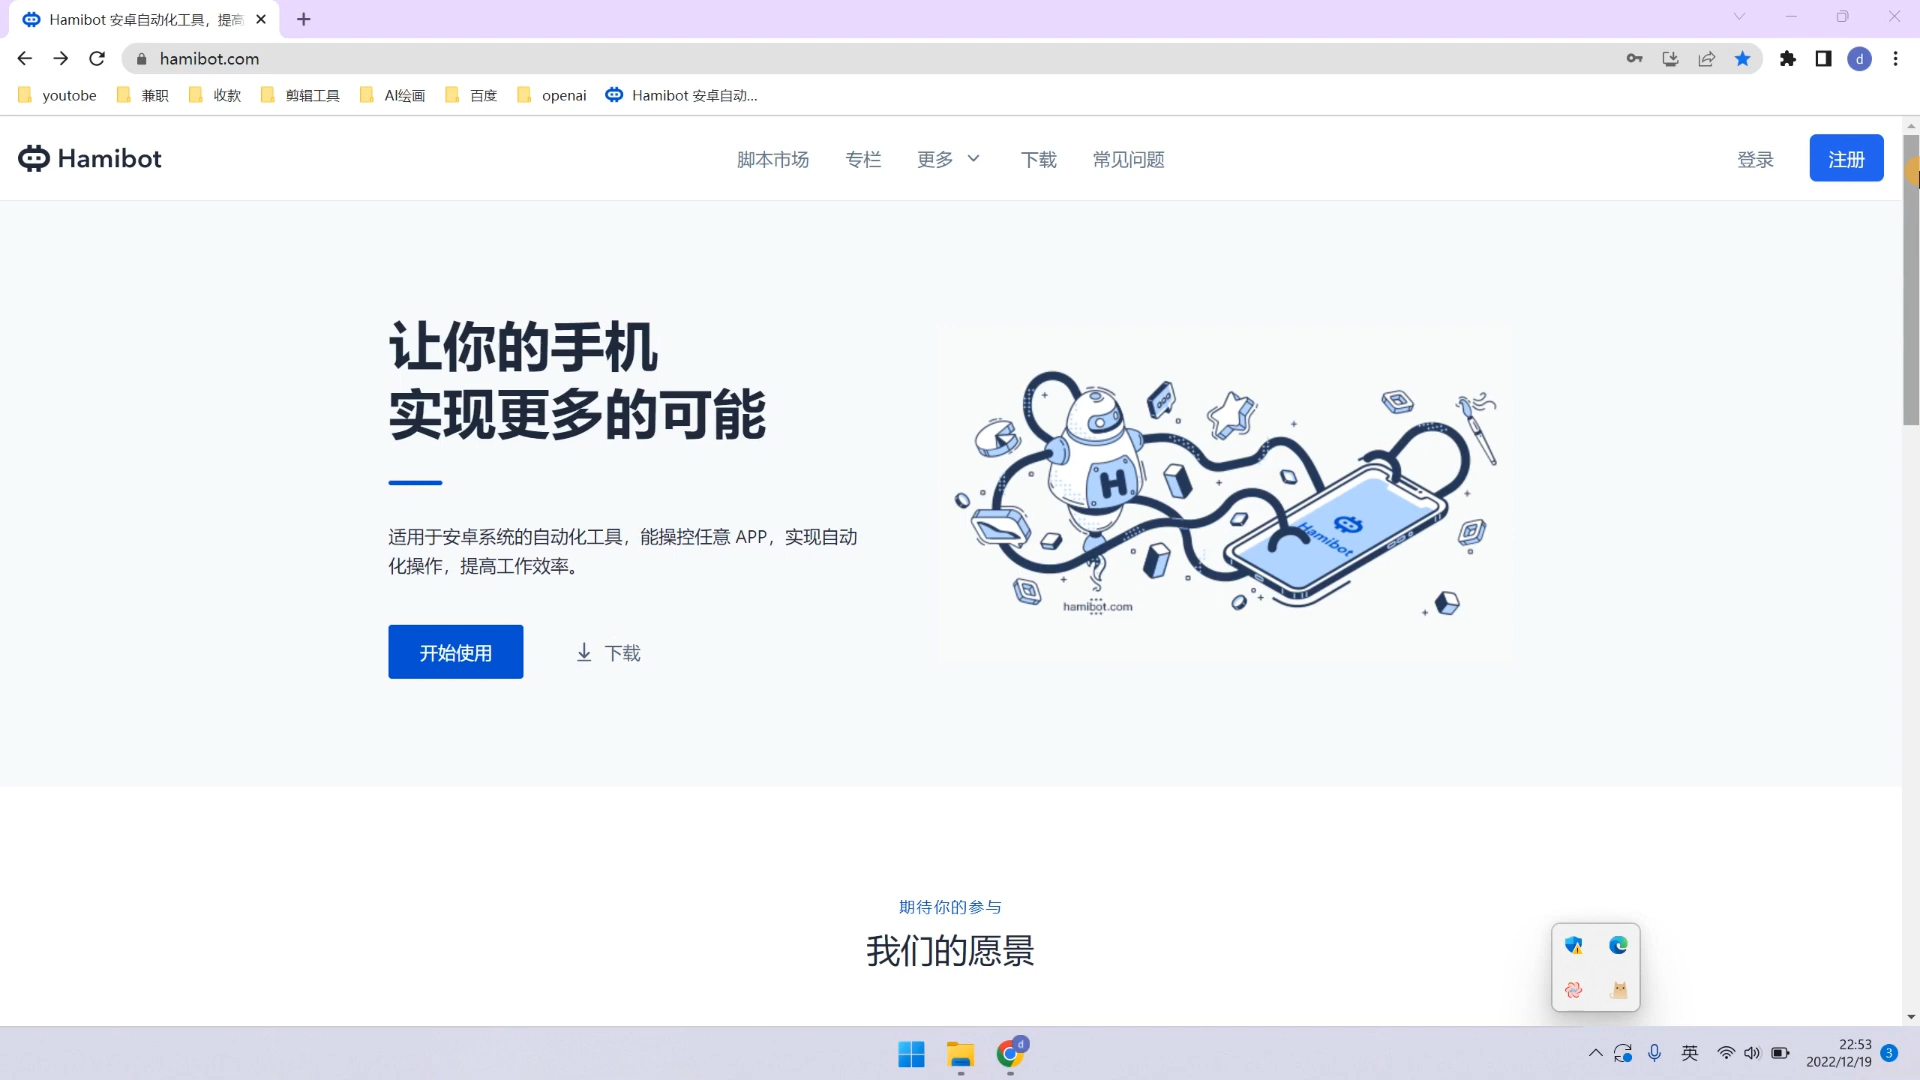 Hamibot 安卓自动化工具，提高
hamibot.com
d
youtobe
兼职
收款
剪辑工具
AI绘画
百度
openai
Hamibot 安卓自动...
Hamibot
脚本市场
专栏
更多
下载
常见问题
登录
注册
让你的手机
实现更多的可能
适用于安卓系统的自动化工具，能操控任意 APP，实现自动
化操作，提高工作效率。
开始使用
下载
H
Hamibot
hamibot.com
期待你的参与
我们的愿景
d
英
22:53
2022/12/19
3